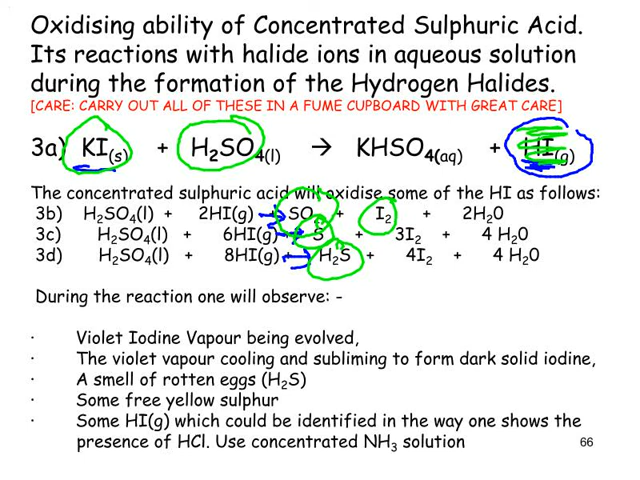 Oxidising ability of Concentrated Sulphuric Acid.
Its reactions with halide ions in aqueous solution
during the formation of the Hydrogen Halides.
[CARE: CARRY OUT ALL OF THESE IN A FUME CUPBOARD WITH GREAT CARE]
3a) KI(s) + H₂SO₄(l) → KHSO₄(aq) + HI(g)
The concentrated sulphuric acid will oxidise some of the HI as follows:
3b) H₂SO₄(l) + 2HI(g) → SO₂ + I₂ + 2H₂0
3c) H₂SO₄(l) + 6HI(g) → S + 3I₂ + 4 H₂0
3d) H₂SO₄(l) + 8HI(g) → H₂S + 4I₂ + 4 H₂0
During the reaction one will observe: -
· Violet Iodine Vapour being evolved,
· The violet vapour cooling and subliming to form dark solid iodine,
· A smell of rotten eggs (H₂S)
· Some free yellow sulphur
· Some HI(g) which could be identified in the way one shows the
presence of HCl. Use concentrated NH₃ solution
66